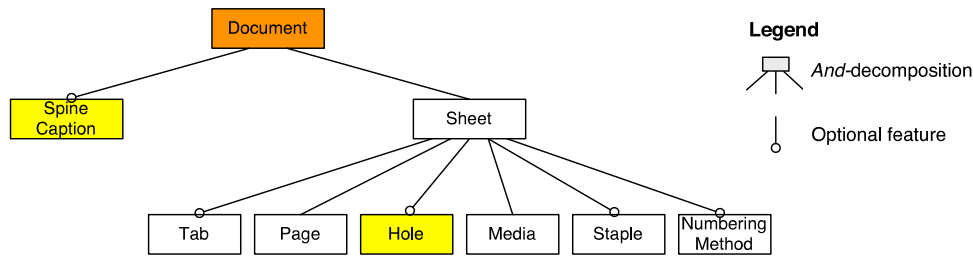 Document
Legend
And-decomposition
Spine
Caption
Sheet
Optional feature
Tab
Page
Hole
Media
Staple
Numbering
Method